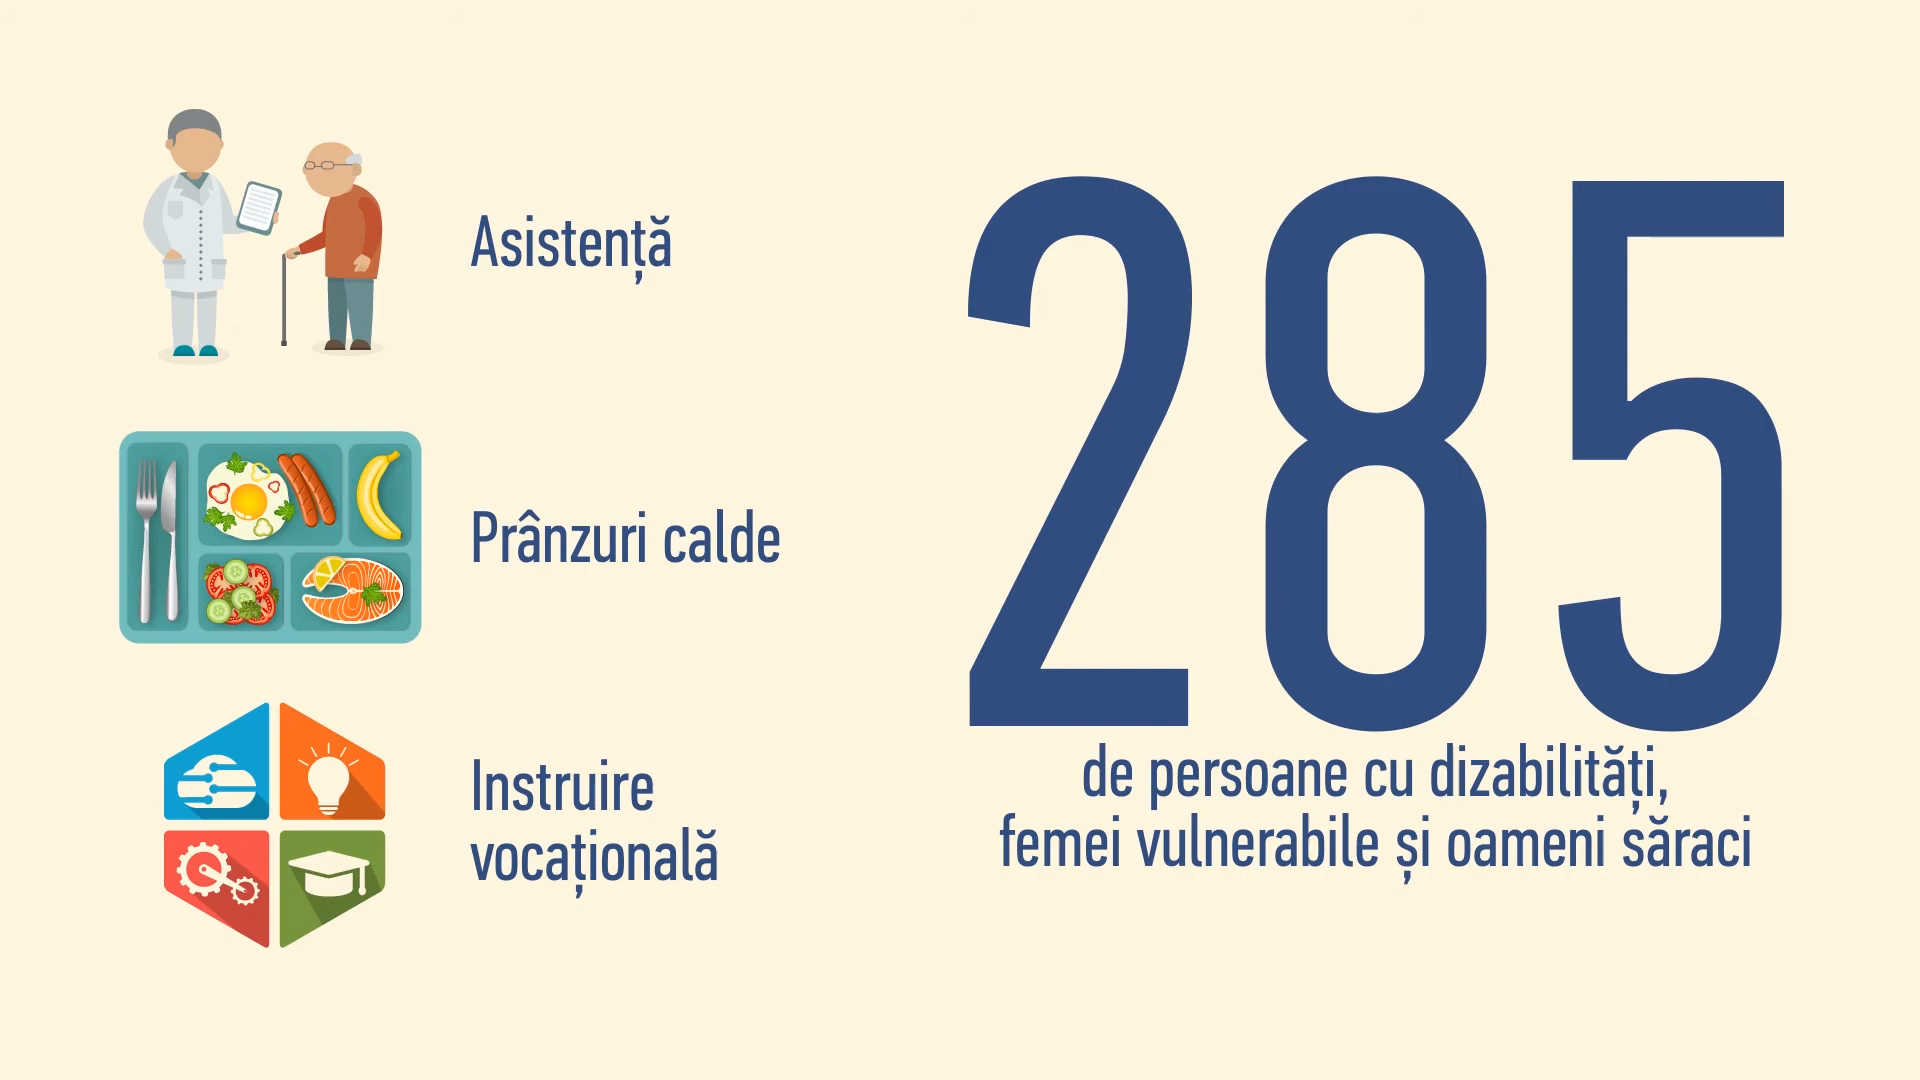 Asistență
Prânzuri calde
Instruire
vocațională
285
de persoane cu dizabilități,
femei vulnerabile și oameni săraci